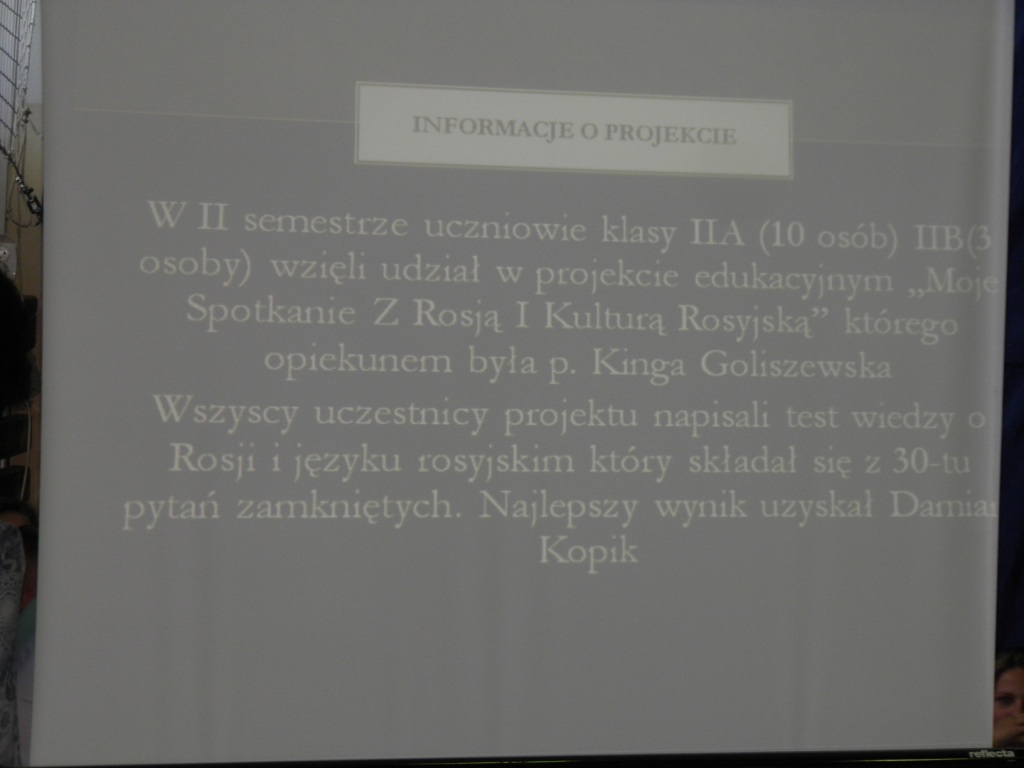 INFORMACJE O PROJEKCIE
W II semestrze uczniowie klasy IIA (10 osób) IIB(3
osoby) wzięli udział w projekcie edukacyjnym „Moje
Spotkanie Z Rosją I Kulturą Rosyjską” którego
opiekunem była p. Kinga Goliszewska
Wszyscy uczestnicy projektu napisali test wiedzy o
Rosji i języku rosyjskim który składał się z 30-tu
pytań zamkniętych. Najlepszy wynik uzyskał Damian
Kopik
reflecta